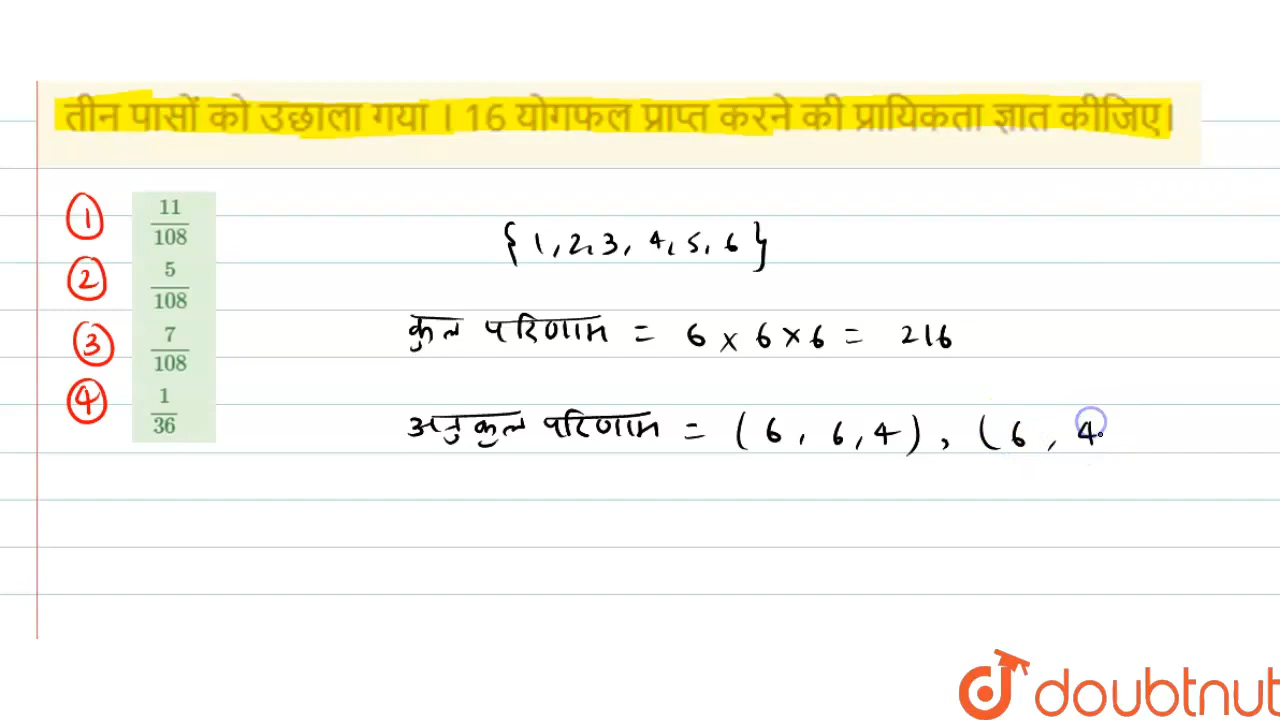 तीन पासों को उछाला गया । 16 योगफल प्राप्त करने की प्रायिकता ज्ञात कीजिए।
1 11/108
2 5/108
3 7/108
4 1/36
{1, 2, 3, 4, 5, 6}
कुल परिणाम = 6 × 6 × 6 = 216
अनुकुल परिणाम = (6, 6, 4), (6, 4
doubtnut